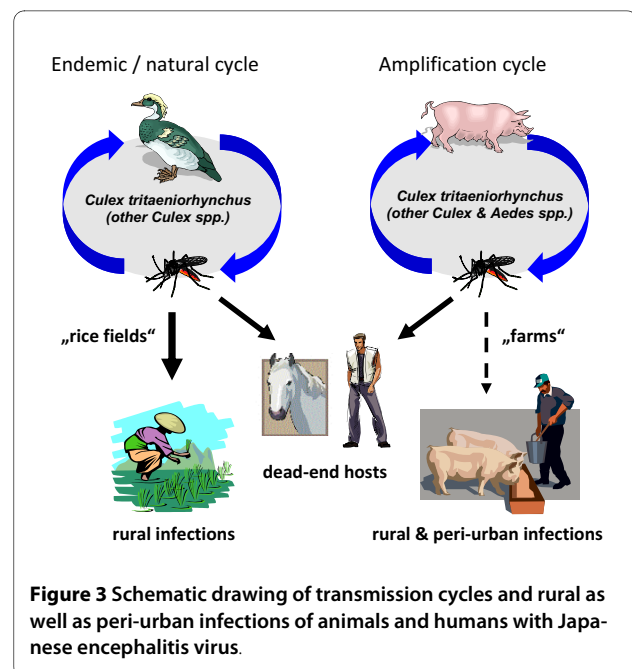 Endemic / natural cycle
Amplification cycle
Culex tritaeniorhynchus
(other Culex spp.)
Culex tritaeniorhynchus
(other Culex & Aedes spp.)
„rice fields“
„farms“
dead-end hosts
rural infections
rural & peri-urban infections
Figure 3 Schematic drawing of transmission cycles and rural as
well as peri-urban infections of animals and humans with Japa-
nese encephalitis virus.